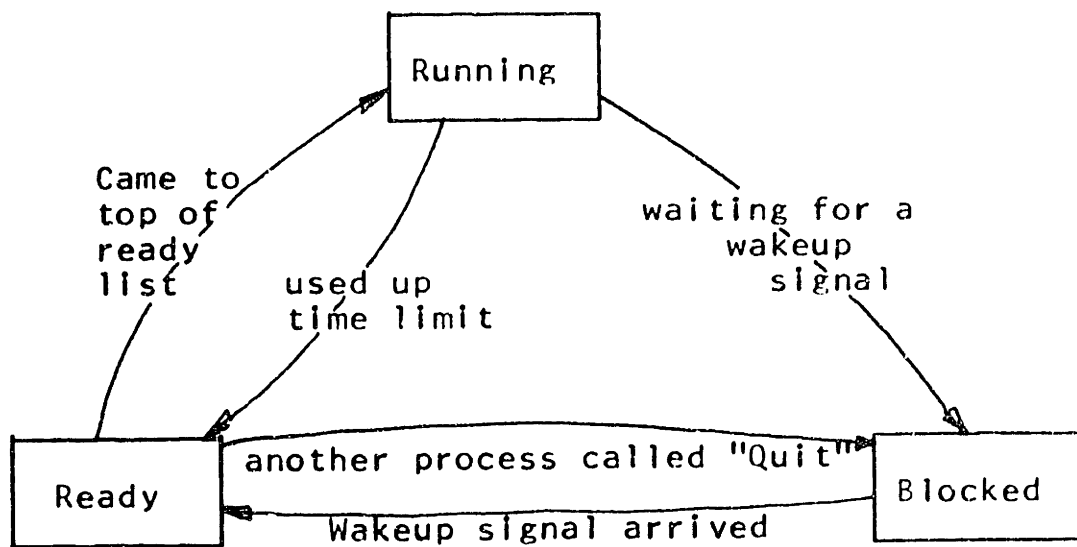 Running
Came to
top of
ready
list
used up
time limit
waiting for a
wakeup
signal
Ready
another process called "Quit"
Wakeup signal arrived
Blocked